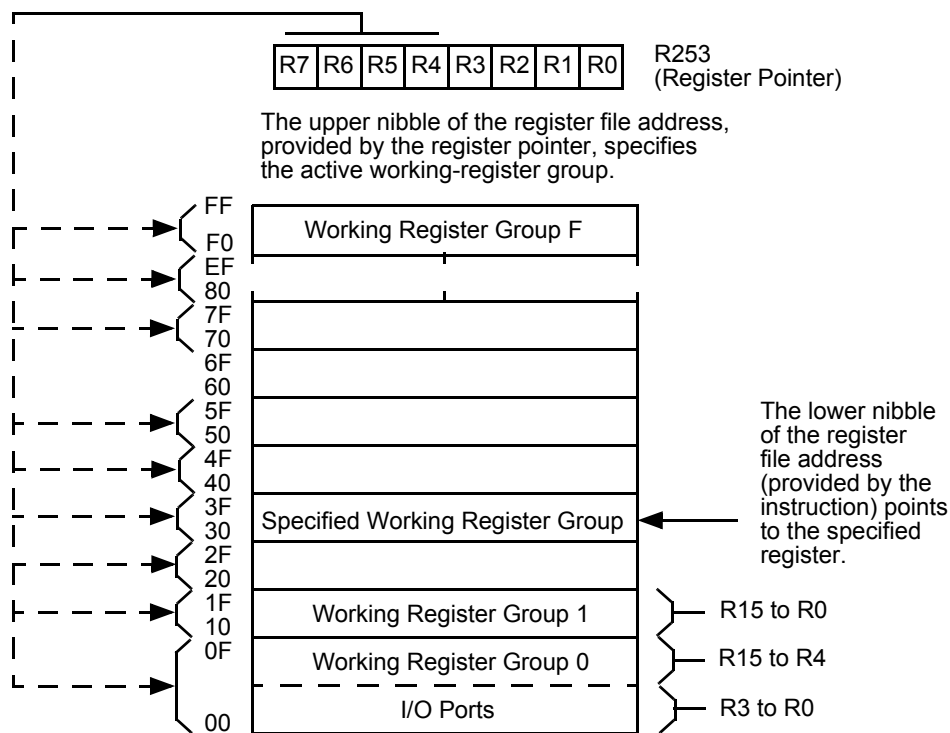 R7 R6 R5 R4 R3 R2 R1 R0
R253
(Register Pointer)
The upper nibble of the register file address,
provided by the register pointer, specifies
the active working-register group.
FF
Working Register Group F
F0
EF
80
7F
70
6F
60
5F
50
4F
40
3F
Specified Working Register Group
30
The lower nibble
of the register
file address
(provided by the
instruction) points
to the specified
register.
2F
20
1F
Working Register Group 1
R15 to R0
10
0F
Working Register Group 0
R15 to R4
I/O Ports
R3 to R0
00